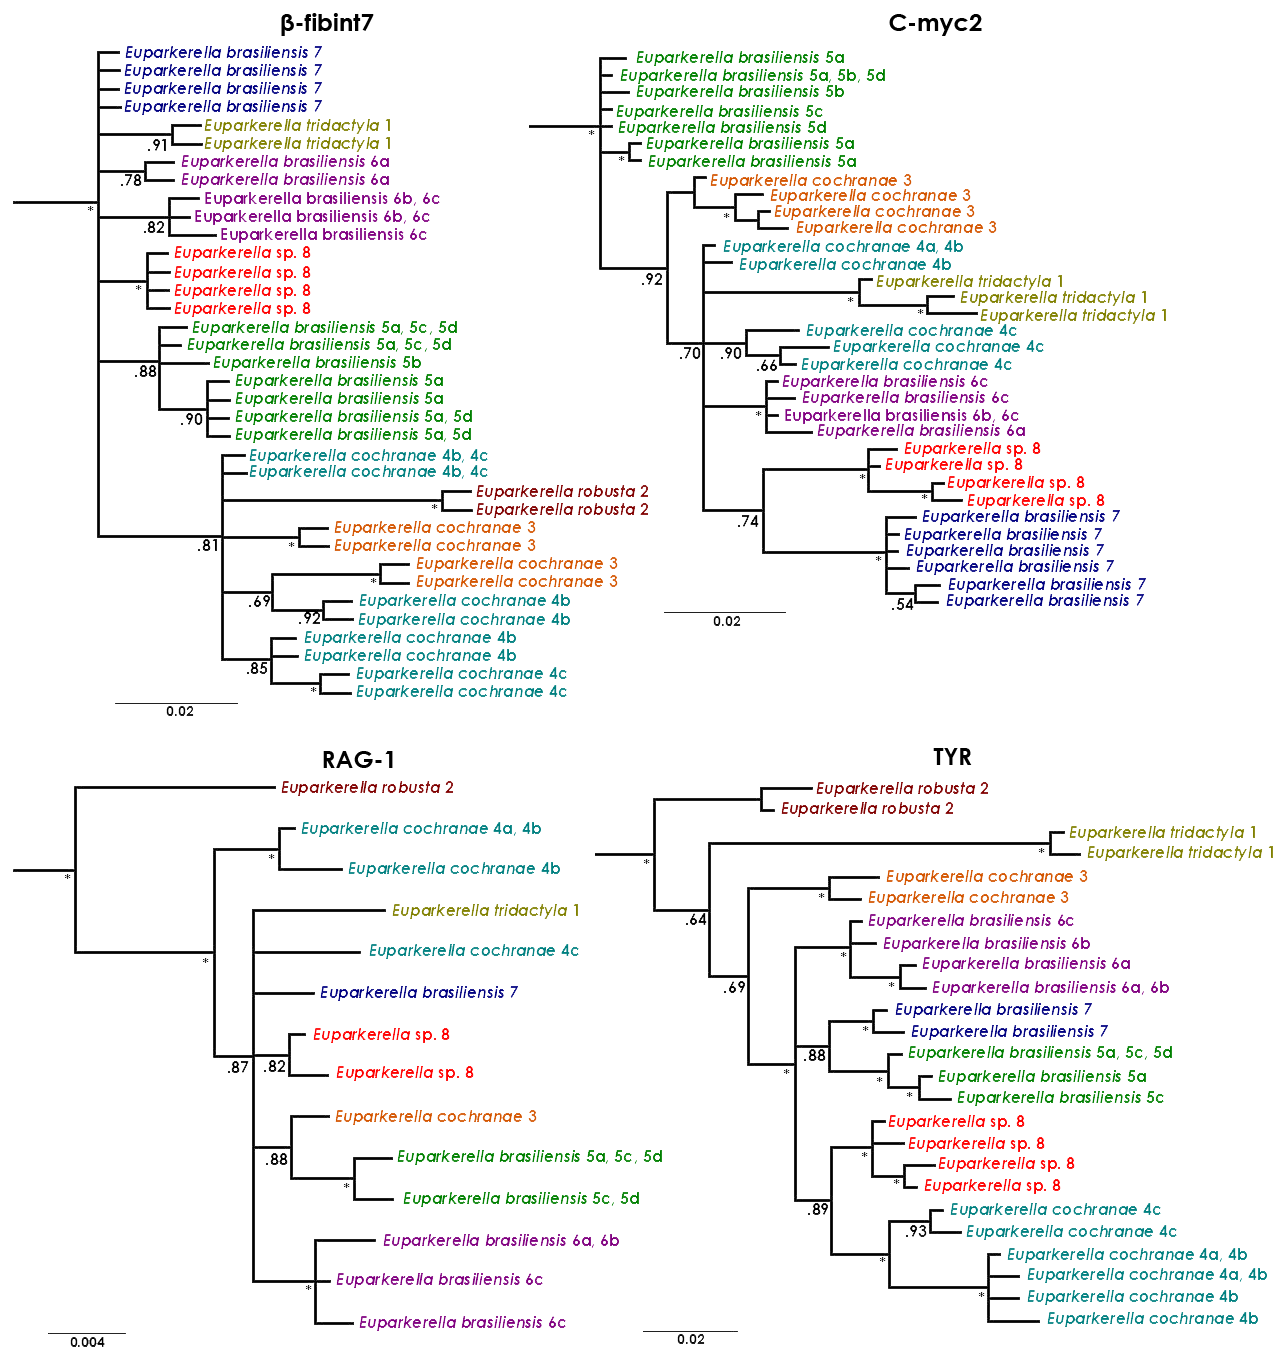 β-fibint7
Euparkerella brasiliensis 7
Euparkerella brasiliensis 7
Euparkerella brasiliensis 7
Euparkerella brasiliensis 7
Euparkerella tridactyla 1
.91
Euparkerella tridactyla 1
Euparkerella brasiliensis 6a
.78
Euparkerella brasiliensis 6a
Euparkerella brasiliensis 6b, 6c
*
Euparkerella brasiliensis 6b, 6c
.82
Euparkerella brasiliensis 6c
Euparkerella sp. 8
Euparkerella sp. 8
*
Euparkerella sp. 8
Euparkerella sp. 8
Euparkerella brasiliensis 5a, 5c, 5d
Euparkerella brasiliensis 5a, 5c, 5d
Euparkerella brasiliensis 5b
.88
Euparkerella brasiliensis 5a
Euparkerella brasiliensis 5a
.90
Euparkerella brasiliensis 5a, 5d
Euparkerella brasiliensis 5a, 5d
Euparkerella cochranae 4b, 4c
Euparkerella cochranae 4b, 4c
Euparkerella robusta 2
*
Euparkerella robusta 2
Euparkerella cochranae 3
.81
*
Euparkerella cochranae 3
Euparkerella cochranae 3
*
Euparkerella cochranae 3
.69
Euparkerella cochranae 4b
.92
Euparkerella cochranae 4b
Euparkerella cochranae 4b
Euparkerella cochranae 4b
.85
Euparkerella cochranae 4c
*
Euparkerella cochranae 4c
0.02
C-myc2
Euparkerella brasiliensis 5a
Euparkerella brasiliensis 5a, 5b, 5d
Euparkerella brasiliensis 5b
Euparkerella brasiliensis 5c
*
Euparkerella brasiliensis 5d
Euparkerella brasiliensis 5a
*
Euparkerella brasiliensis 5a
Euparkerella cochranae 3
Euparkerella cochranae 3
*
Euparkerella cochranae 3
Euparkerella cochranae 3
Euparkerella cochranae 4a, 4b
Euparkerella cochranae 4b
.92
Euparkerella tridactyla 1
*
Euparkerella tridactyla 1
*
Euparkerella tridactyla 1
Euparkerella cochranae 4c
Euparkerella cochranae 4c
.70
.90
.66
Euparkerella cochranae 4c
Euparkerella brasiliensis 6c
Euparkerella brasiliensis 6c
*
Euparkerella brasiliensis 6b, 6c
Euparkerella brasiliensis 6a
Euparkerella sp. 8
Euparkerella sp. 8
*
Euparkerella sp. 8
*
Euparkerella sp. 8
.74
Euparkerella brasiliensis 7
Euparkerella brasiliensis 7
Euparkerella brasiliensis 7
*
Euparkerella brasiliensis 7
Euparkerella brasiliensis 7
.54
Euparkerella brasiliensis 7
0.02
RAG-1
Euparkerella robusta 2
Euparkerella cochranae 4a, 4b
*
Euparkerella cochranae 4b
*
Euparkerella tridactyla 1
Euparkerella cochranae 4c
*
Euparkerella brasiliensis 7
Euparkerella sp. 8
.87
.82
Euparkerella sp. 8
Euparkerella cochranae 3
.88
Euparkerella brasiliensis 5a, 5c, 5d
*
Euparkerella brasiliensis 5c, 5d
Euparkerella brasiliensis 6a, 6b
Euparkerella brasiliensis 6c
*
Euparkerella brasiliensis 6c
0.004
TYR
Euparkerella robusta 2
Euparkerella robusta 2
Euparkerella tridactyla 1
*
*
Euparkerella tridactyla 1
Euparkerella cochranae 3
*
Euparkerella cochranae 3
.64
Euparkerella brasiliensis 6c
Euparkerella brasiliensis 6b
*
Euparkerella brasiliensis 6a
.69
*
Euparkerella brasiliensis 6a, 6b
Euparkerella brasiliensis 7
*
Euparkerella brasiliensis 7
.88
Euparkerella brasiliensis 5a, 5c, 5d
*
*
Euparkerella brasiliensis 5a
*
Euparkerella brasiliensis 5c
Euparkerella sp. 8
Euparkerella sp. 8
*
Euparkerella sp. 8
*
Euparkerella sp. 8
.89
Euparkerella cochranae 4c
.93
Euparkerella cochranae 4c
*
Euparkerella cochranae 4a, 4b
Euparkerella cochranae 4a, 4b
*
Euparkerella cochranae 4b
Euparkerella cochranae 4b
0.02